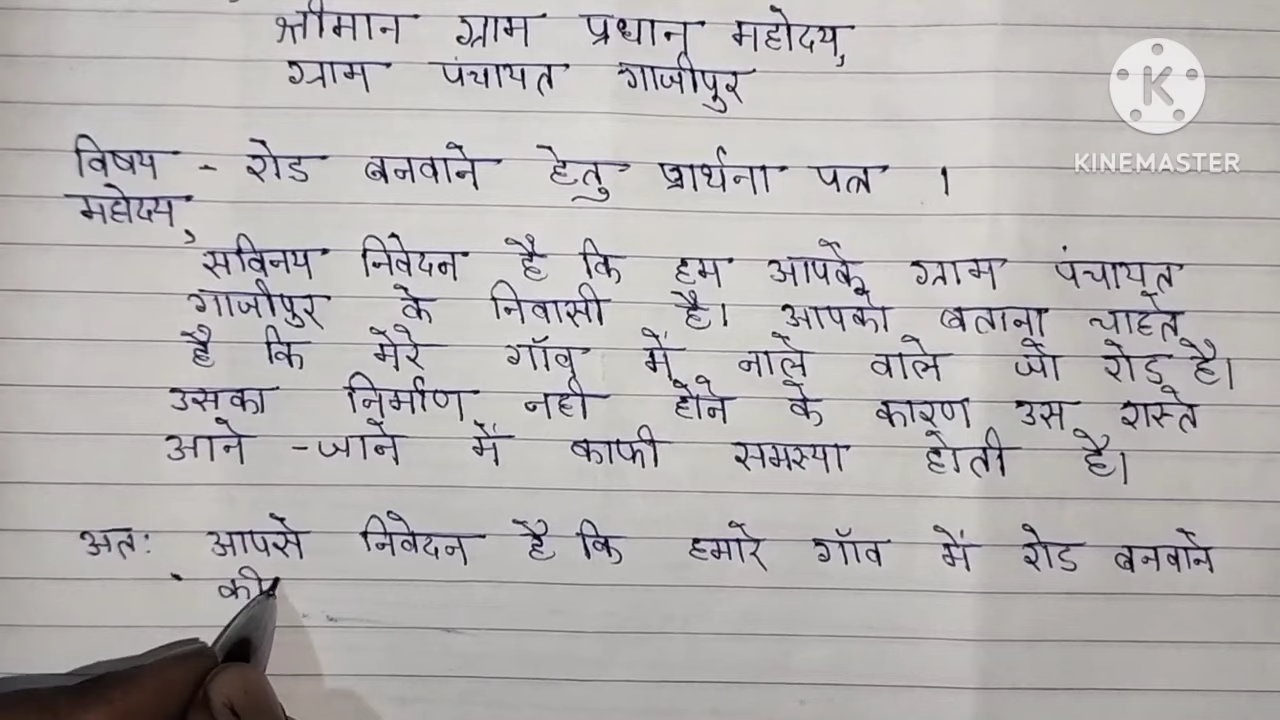 श्रीमान ग्राम प्रधान महोदय,
ग्राम पंचायत गाजीपुर
K
KINEMASTER
विषय - रोड बनवाने हेतु प्रार्थना पत्र ।
महोदय,
सविनय निवेदन है कि हम आपके ग्राम पंचायत
गाजीपुर के निवासी है। आपको बताना चाहते
है कि मेरे गॉव में नाले वाले जो रोड है।
उसका निर्माण नही होने के कारण उस रास्ते
आने -जाने में काफी समस्या होती है।
अतः आपसे निवेदन है कि हमारे गॉव में रोड बनवाने
की